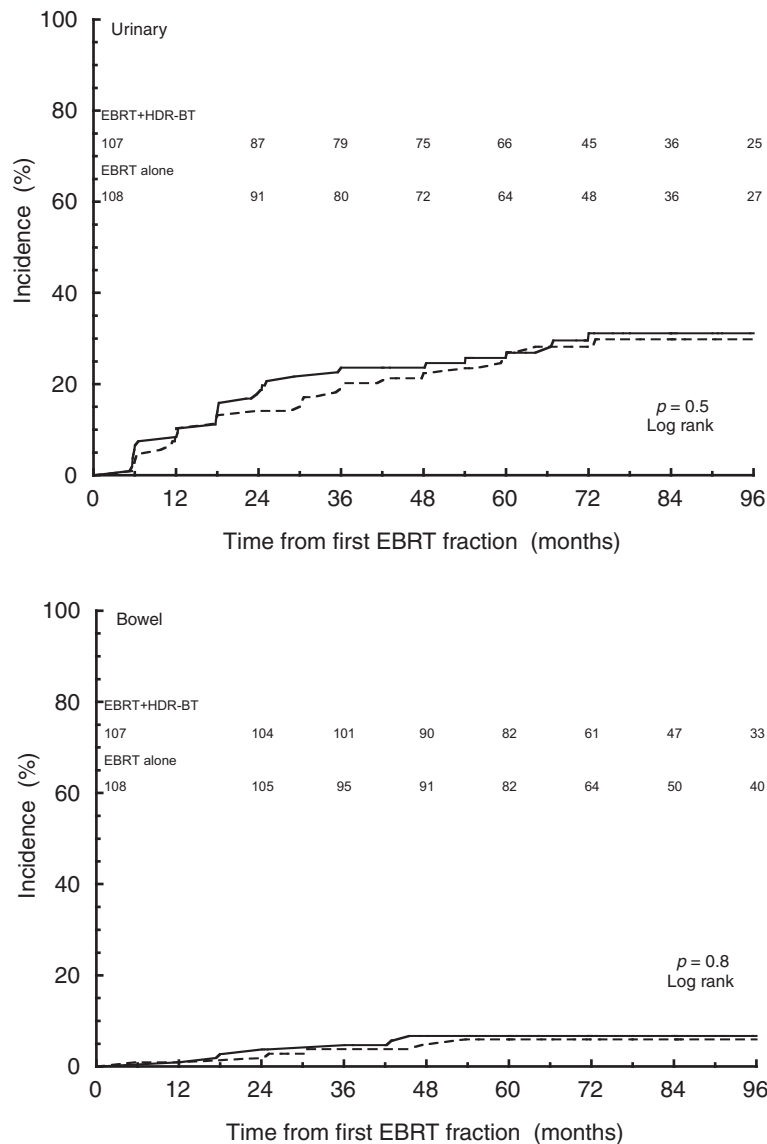 100
Urinary
80
EBRT+HDR-BT
107 87 79 75 66 45 36 25
EBRT alone
60
108 91 80 72 64 48 36 27
Incidence (%)
40
20
p = 0.5
Log rank
0
0 12 24 36 48 60 72 84 96
Time from first EBRT fraction (months)
100
Bowel
80
EBRT+HDR-BT
107 104 101 90 82 61 47 33
EBRT alone
60
108 105 95 91 82 64 50 40
Incidence (%)
40
20
p = 0.8
Log rank
0
0 12 24 36 48 60 72 84 96
Time from first EBRT fraction (months)